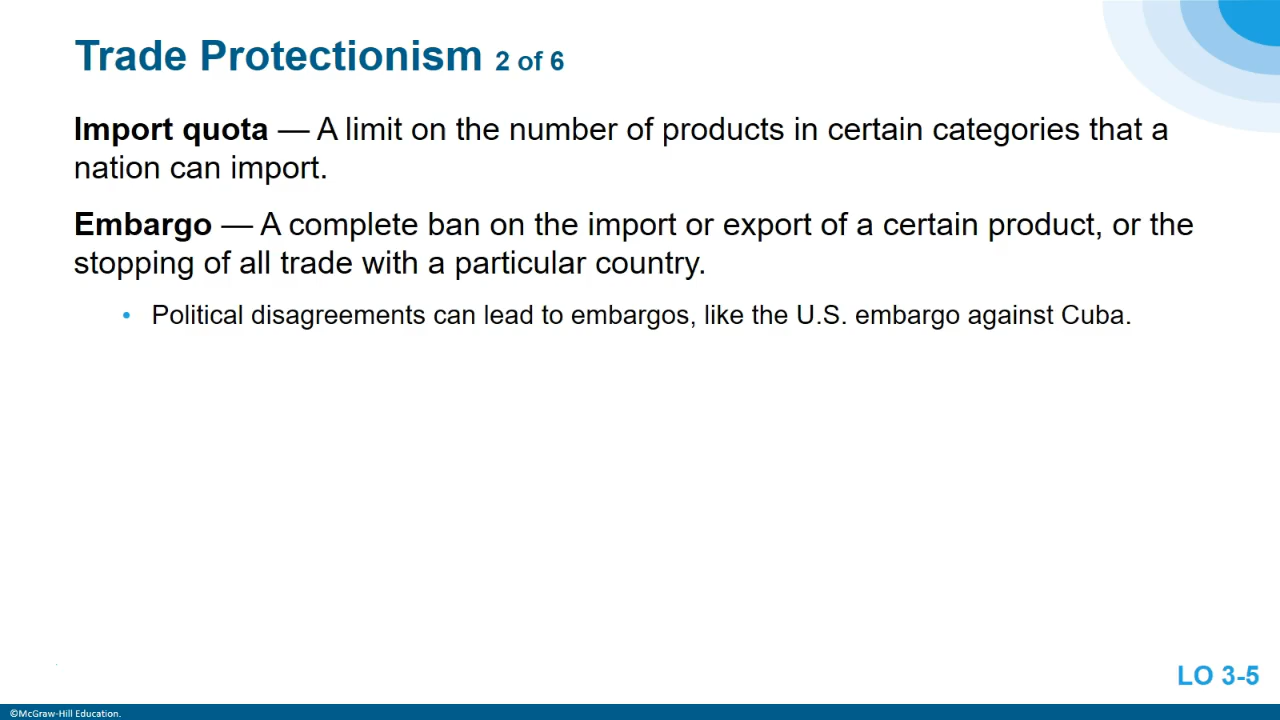 Trade Protectionism 2 of 6
Import quota — A limit on the number of products in certain categories that a
nation can import.
Embargo — A complete ban on the import or export of a certain product, or the
stopping of all trade with a particular country.
• Political disagreements can lead to embargos, like the U.S. embargo against Cuba.
LO 3-5
©McGraw-Hill Education.